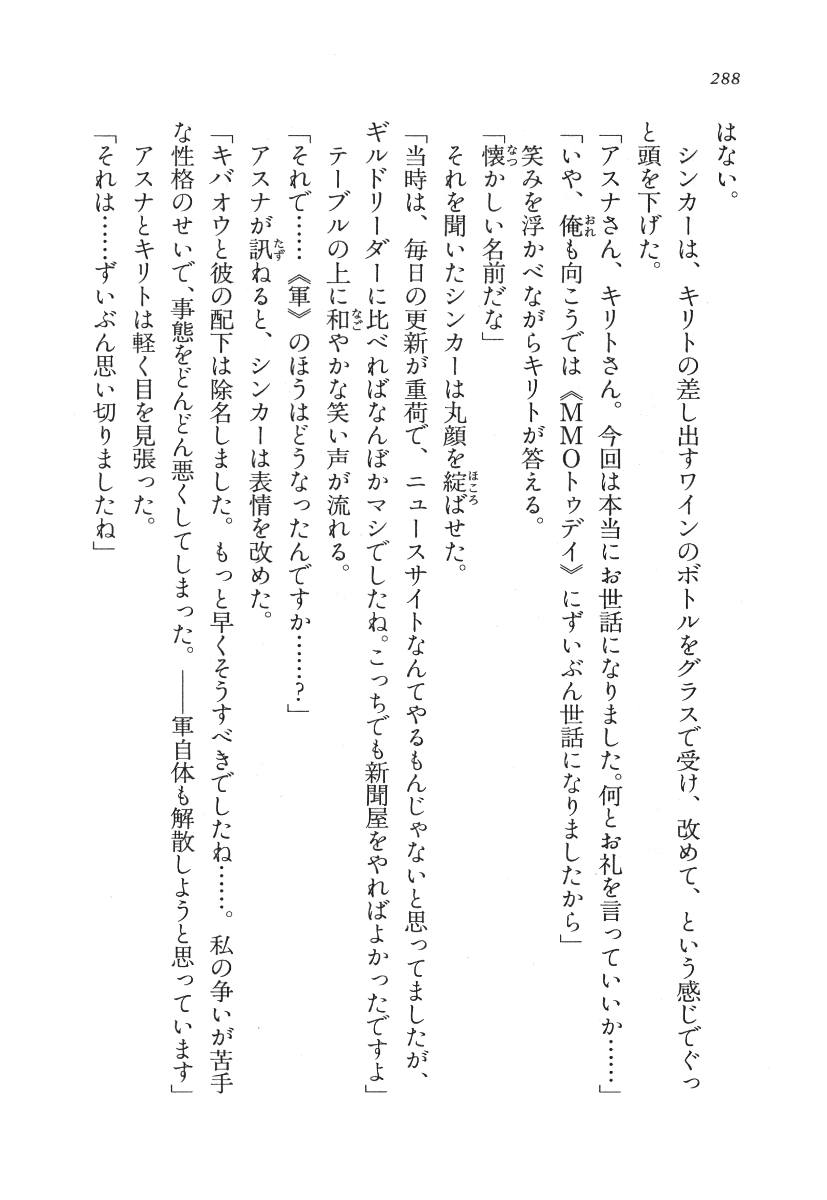 288
はない。
シンカーは、キリトの差し出すワインのボトルをグラスで受け、改めて、という感じでぐっ
と頭を下げた。
「アスナさん、キリトさん。今回は本当にお世話になりました。何とお礼を言っていいか……」
「いや、俺も向こうでは《MMOトゥデイ》にずいぶん世話になりましたから」
笑みを浮かべながらキリトが答える。
「懐かしい名前だな」
それを聞いたシンカーは丸顔を綻ばせた。
「当時は、毎日の更新が重荷で、ニュースサイトなんてやるもんじゃないと思ってましたが、
ギルドリーダーに比べればなんぼかマシでしたね。こっちでも新聞屋をやればよかったですよ」
テーブルの上に和やかな笑い声が流れる。
「それで……《軍》のほうはどうなったんですか……?」
アスナが訊ねると、シンカーは表情を改めた。
「キバオウと彼の配下は除名しました。もっと早くそうすべきでしたね……。私の争いが苦手
な性格のせいで、事態をどんどん悪くしてしまった。――軍自体も解散しようと思っています」
アスナとキリトは軽く目を見張った。
「それは……ずいぶん思い切りましたね」